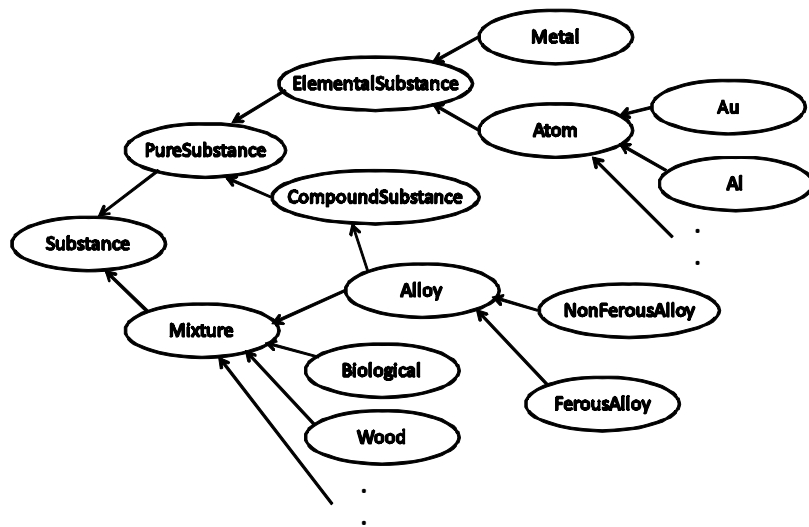 Metal
ElementalSubstance
Au
Atom
PureSubstance
Al
CompoundSubstance
Substance
Alloy
NonFerousAlloy
Mixture
Biological
FerousAlloy
Wood